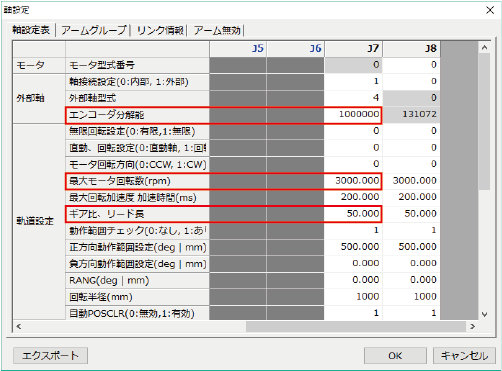 軸設定
軸設定表 アームグループ リンク情報 アーム無効
J5 J6 J7 J8
モータ モータ型式番号 0 0
外部軸 軸接続設定(0:内部, 1:外部) 1 0
外部軸型式 4 0
エンコーダ分解能 1000000 131072
軌道設定 無限回転設定(0:有限,1:無限) 0 0
直動、回転設定(0:直動軸, 1:回転 0 0
モータ回転方向(0:CCW, 1:CW) 0 0
最大モータ回転数(rpm) 3000.000 3000.000
最大回転加速度 加速時間(ms) 200.000 200.000
ギア比、リード長 50.000 50.000
動作範囲チェック(0:なし, 1:あり 1 1
正方向動作範囲設定(deg | mm) 500.000 500.000
負方向動作範囲設定(deg | mm) 0.000 0.000
RANG(deg | mm) 0.000 0.000
回転半径(mm) 1000 1000
自動POSCLR(0:無効,1:有効) 1 1
エクスポート OK キャンセル